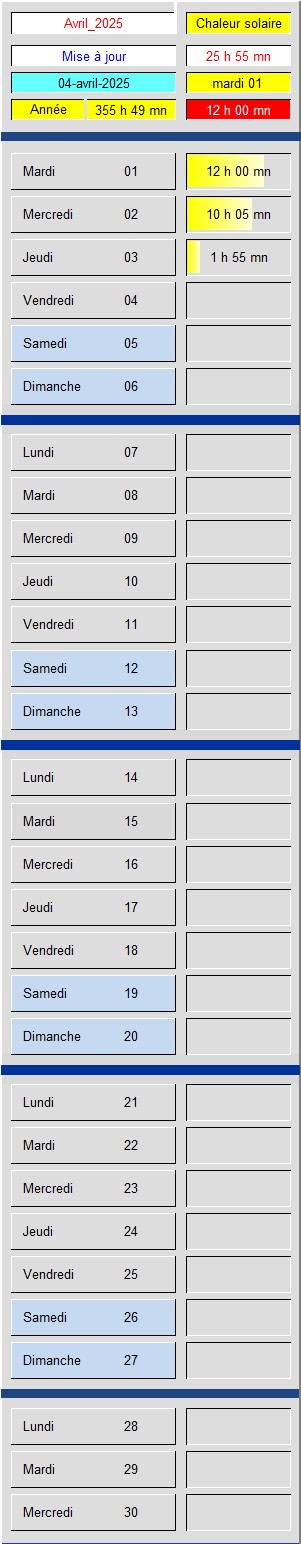 Avril_2025 Chaleur solaire
Mise à jour 25 h 55 mn
04-avril-2025 mardi 01
Année 355 h 49 mn 12 h 00 mn
Mardi 01 12 h 00 mn
Mercredi 02 10 h 05 mn
Jeudi 03 1 h 55 mn
Vendredi 04
Samedi 05
Dimanche 06
Lundi 07
Mardi 08
Mercredi 09
Jeudi 10
Vendredi 11
Samedi 12
Dimanche 13
Lundi 14
Mardi 15
Mercredi 16
Jeudi 17
Vendredi 18
Samedi 19
Dimanche 20
Lundi 21
Mardi 22
Mercredi 23
Jeudi 24
Vendredi 25
Samedi 26
Dimanche 27
Lundi 28
Mardi 29
Mercredi 30